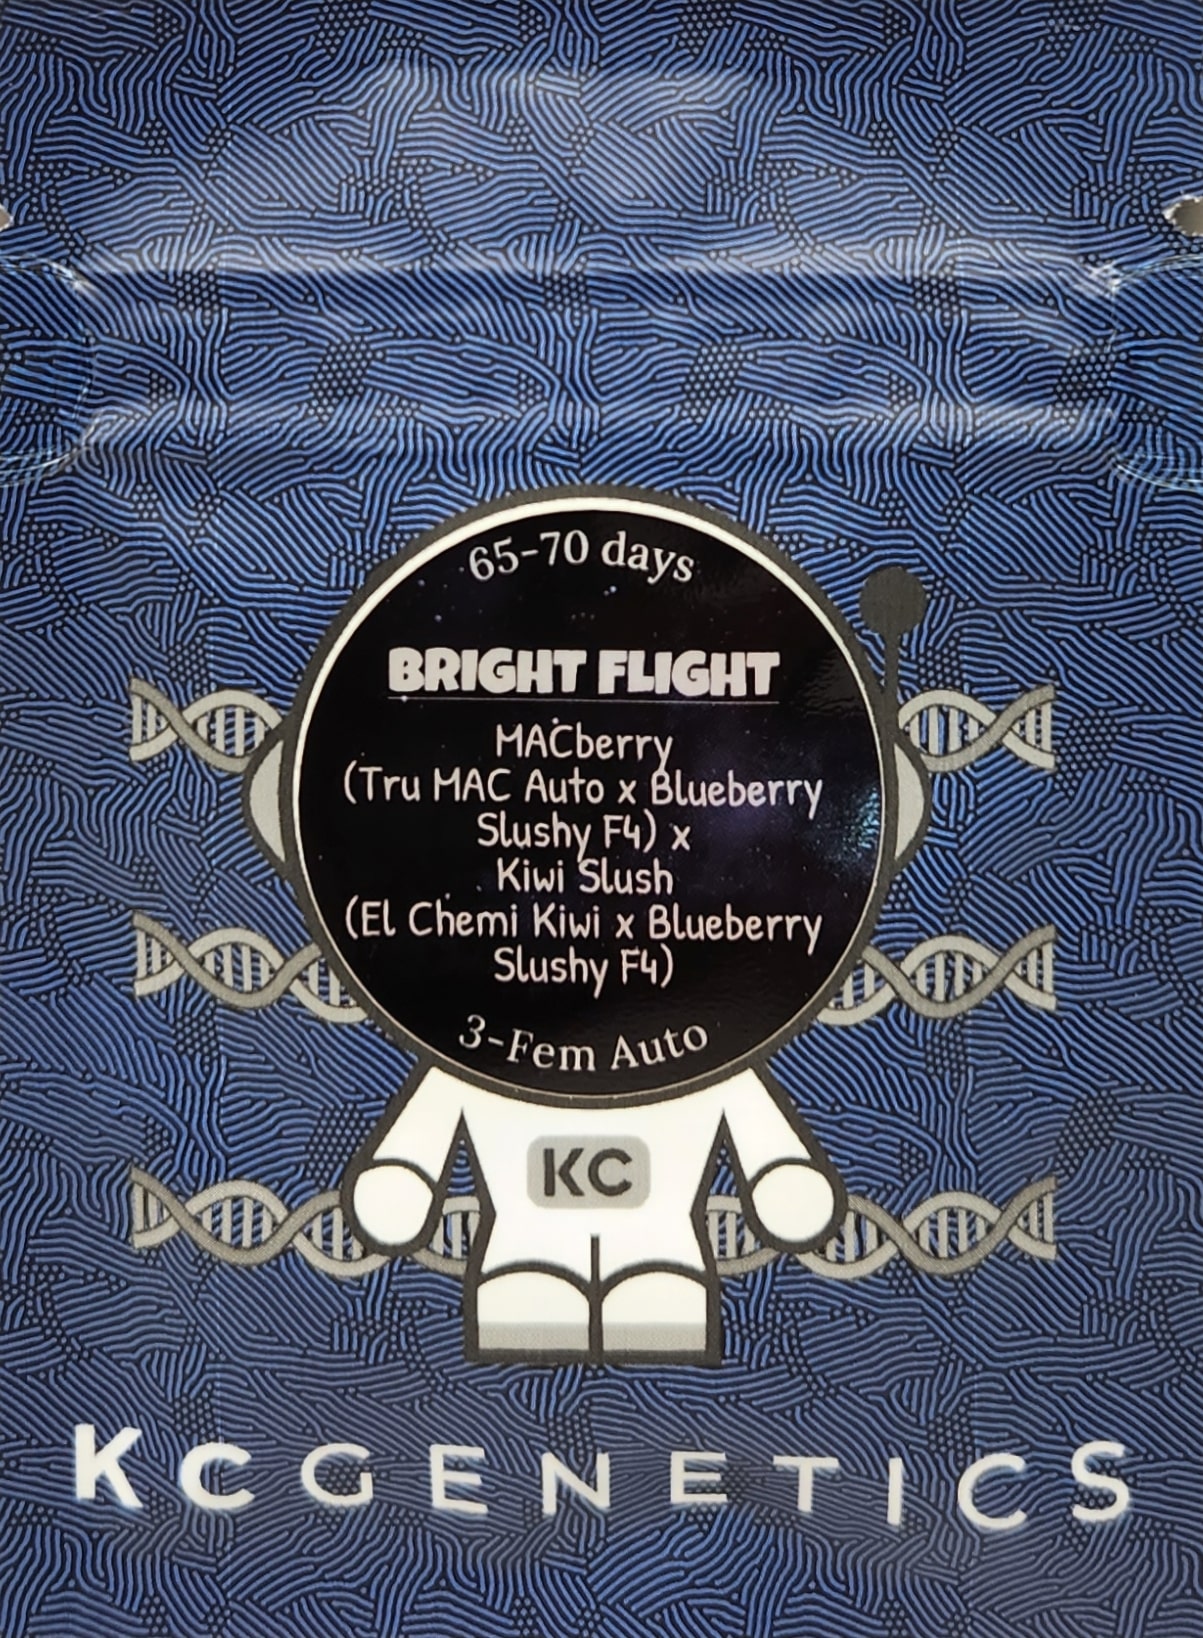 65-70 days
BRIGHT FLIGHT
MACberry
(Tru MAC Auto x Blueberry
Slushy F4) x
Kiwi Slush
(El Chemi Kiwi x Blueberry
Slushy F4)
3-Fem Auto
KC
KCGENETICS